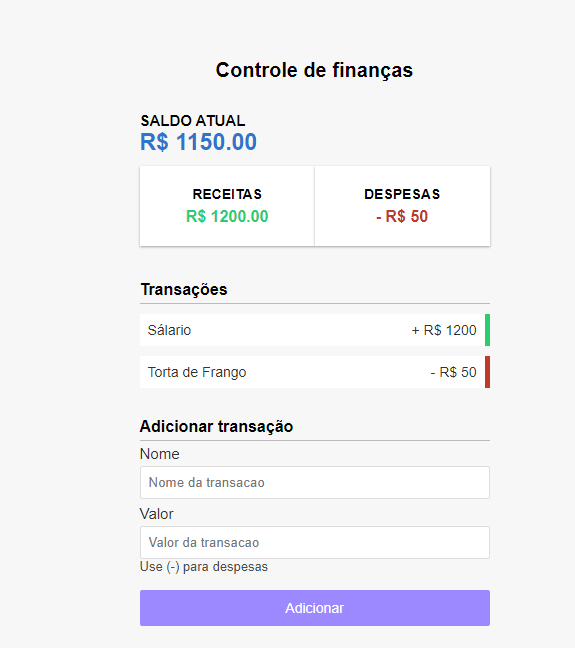 Controle de finanças
SALDO ATUAL
R$ 1150.00
RECEITAS
R$ 1200.00
DESPESAS
- R$ 50
Transações
Sálario + R$ 1200
Torta de Frango - R$ 50
Adicionar transação
Nome
Nome da transacao
Valor
Valor da transacao
Use (-) para despesas
Adicionar